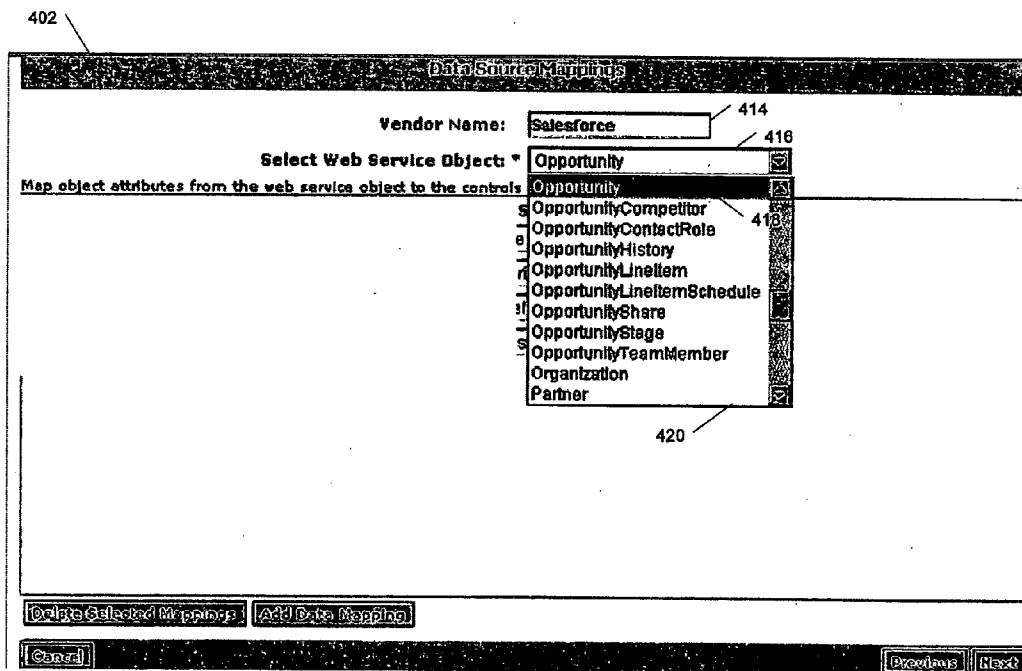 402
Data Source Mappings
414
Vendor Name: Salesforce
416
Select Web Service Object: * Opportunity
Map object attributes from the web service object to the controls
Opportunity
418
OpportunityCompetitor
OpportunityContactRole
OpportunityHistory
OpportunityLineItem
OpportunityLineItemSchedule
OpportunityShare
OpportunityStage
OpportunityTeamMember
Organization
Partner
420
Delete Selected Mappings Add Data Mapping
Cancel Previous Next